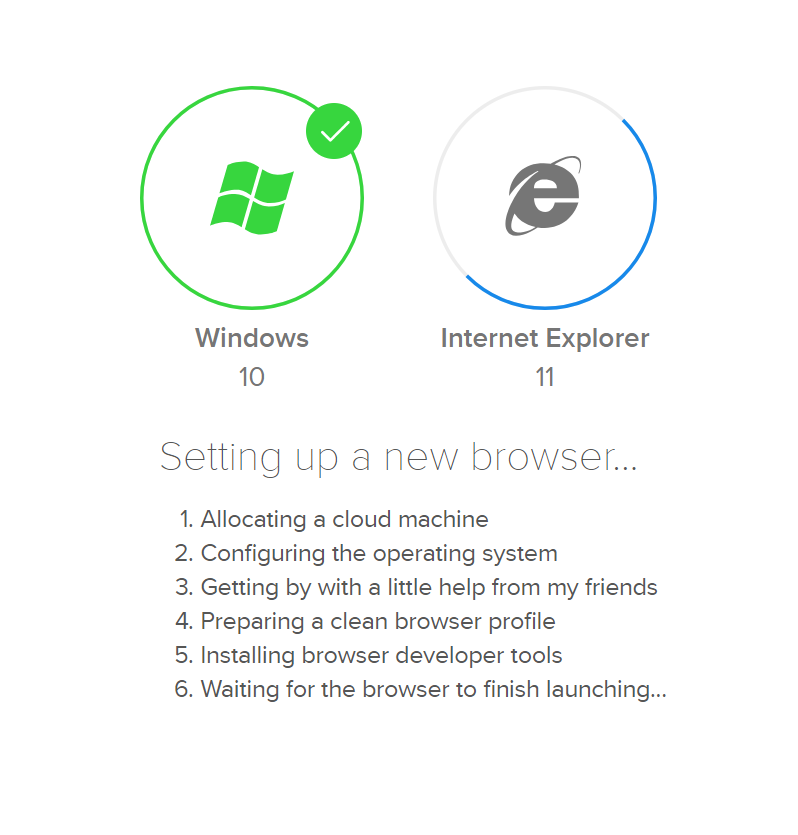 Windows
10
Internet Explorer
11
Setting up a new browser...
1. Allocating a cloud machine
2. Configuring the operating system
3. Getting by with a little help from my friends
4. Preparing a clean browser profile
5. Installing browser developer tools
6. Waiting for the browser to finish launching...